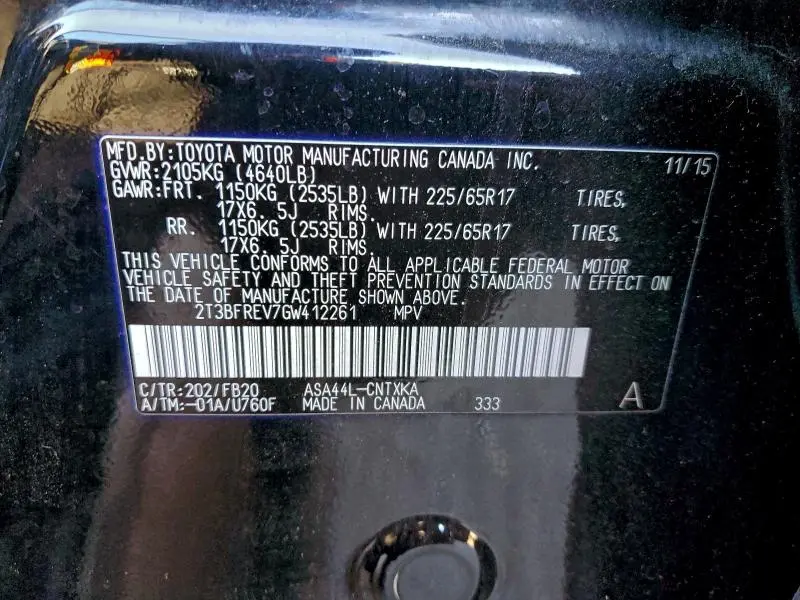 MFD.BY:TOYOTA MOTOR MANUFACTURING CANADA INC. 11/15
GVWR:2105KG (4640LB)
GAWR:FRT. 1150KG (2535LB) WITH 225/65R17 TIRES,
17X6. 5J RIMS.
RR. 1150KG (2535LB) WITH 225/65R17 TIRES,
17X6. 5J RIMS.
THIS VEHICLE CONFORMS TO ALL APPLICABLE FEDERAL MOTOR
VEHICLE SAFETY AND THEFT PREVENTION STANDARDS IN EFFECT ON
THE DATE OF MANUFACTURE SHOWN ABOVE.
2T3BFREV7GW412261 MPV
C/TR:202/FB20 ASA44L-CNTXKA
A/TM:-01A/U760F MADE IN CANADA 333 A